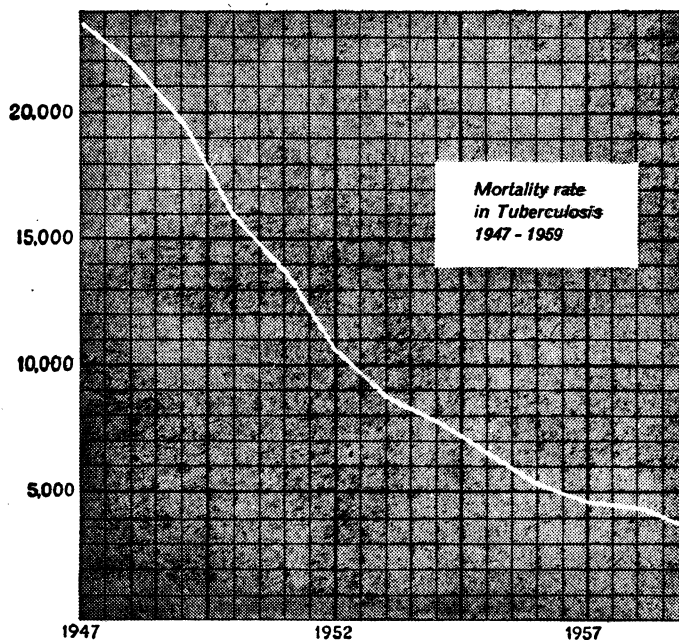 20,000
15,000
10,000
5,000
Mortality rate
in Tuberculosis
1947 - 1959
1947
1952
1957